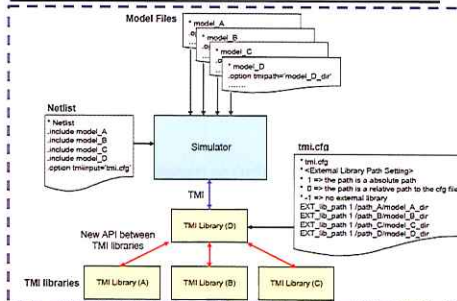 Model Files
* model_A
.op
* model_B
* model_C
* model_D
.option tmipath='model_D_dir'
.......
Netlist
* Netlist
.include model_A
.include model_B
.include model_C
.include model_D
.option tmiinput='tmi.cfg'
Simulator
tmi.cfg
* tmi.cfg
* <External Library Path Setting>
* 1 => the path is a absolute path
* 0 => the path is a relative path to the cfg file
* -1 => no external library
EXT_lib_path 1 /path_A/model_A_dir
EXT_lib_path 1 /path_B/model_B_dir
EXT_lib_path 1 /path_C/model_C_dir
EXT_lib_path 1 /path_D/model_D_dir
TMI
TMI Library (D)
New API between
TMI libraries
TMI libraries
TMI Library (A)
TMI Library (B)
TMI Library (C)